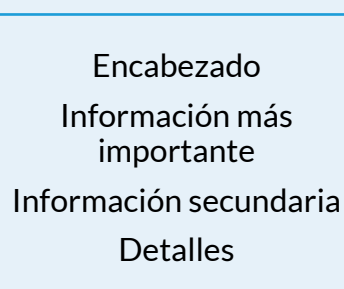 Encabezado
Información más
importante
Información secundaria
Detalles